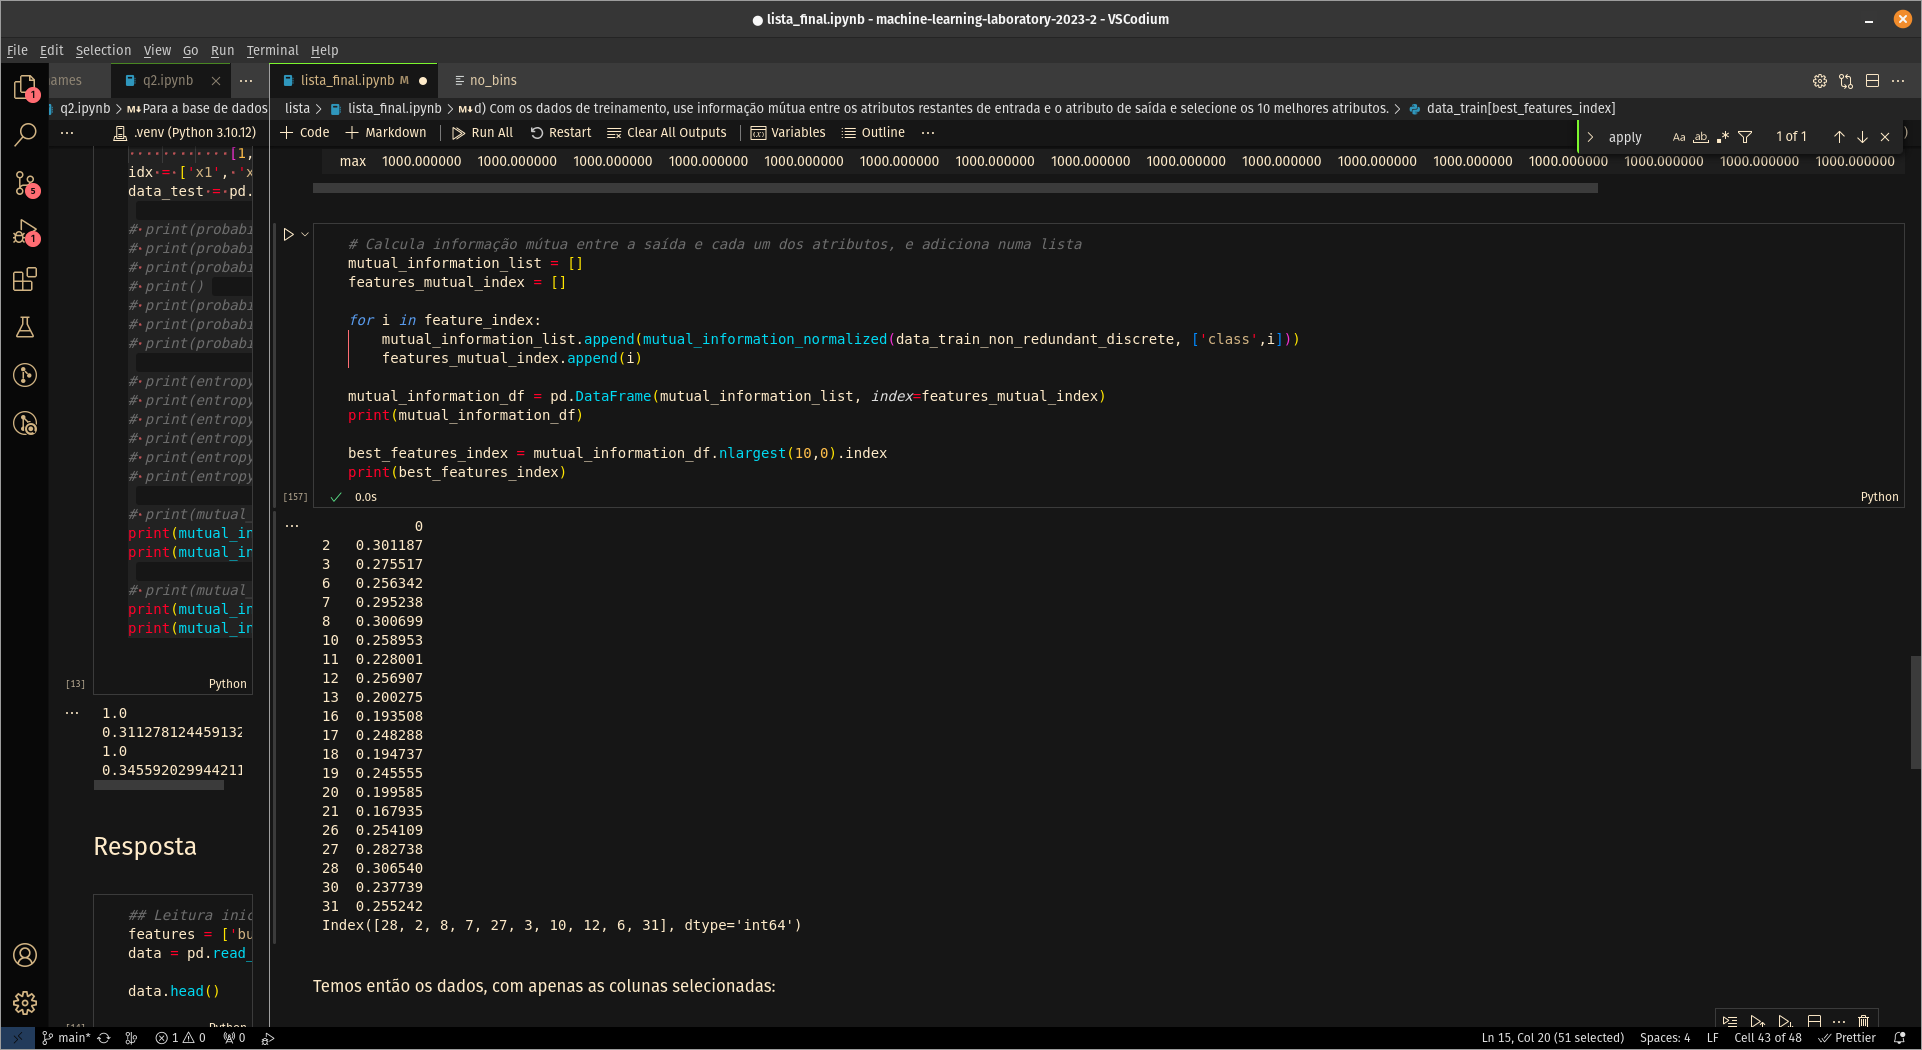 lista_final.ipynb - machine-learning-laboratory-2023-2 - VSCodium
File Edit Selection View Go Run Terminal Help
ames
q2.ipynb
lista_final.ipynb M
no_bins
q2.ipynb > Para a base de dados
lista > lista_final.ipynb > d) Com os dados de treinamento, use informação mútua entre os atributos restantes de entrada e o atributo de saída e selecione os 10 melhores atributos. > data_train[best_features_index]
.venv (Python 3.10.12)
+ Code + Markdown | Run All Restart Clear All Outputs | Variables Outline ...
apply
Aa ab 1 of 1
[1,
idx = ['x1', 'x
data_test = pd.
# print(probabi
# print(probabi
# print(probabi
# print()
# print(probabi
# print(probabi
# print(probabi
# print(entropy
# print(entropy
# print(entropy
# print(entropy
# print(entropy
# print(entropy
# print(mutual_
print(mutual_in
print(mutual_in
# print(mutual_
print(mutual_in
print(mutual_in
[13]
Python
1.0
0.311278124459132
1.0
0.345592029944211
Resposta
## Leitura inic
features = ['bu
data = pd.read_
data.head()
Python
max 1000.000000 1000.000000 1000.000000 1000.000000 1000.000000 1000.000000 1000.000000 1000.000000 1000.000000 1000.000000 1000.000000 1000.000000 1000.000000 1000.000000 1000.000000 1000.000000
# Calcula informação mútua entre a saída e cada um dos atributos, e adiciona numa lista
mutual_information_list = []
features_mutual_index = []
for i in feature_index:
mutual_information_list.append(mutual_information_normalized(data_train_non_redundant_discrete, ['class',i]))
features_mutual_index.append(i)
mutual_information_df = pd.DataFrame(mutual_information_list, index=features_mutual_index)
print(mutual_information_df)
best_features_index = mutual_information_df.nlargest(10,0).index
print(best_features_index)
[157] 0.0s
Python
0
2 0.301187
3 0.275517
6 0.256342
7 0.295238
8 0.300699
10 0.258953
11 0.228001
12 0.256907
13 0.200275
16 0.193508
17 0.248288
18 0.194737
19 0.245555
20 0.199585
21 0.167935
26 0.254109
27 0.282738
28 0.306540
30 0.237739
31 0.255242
Index([28, 2, 8, 7, 27, 3, 10, 12, 6, 31], dtype='int64')
Temos então os dados, com apenas as colunas selecionadas:
main* 1 0 0
Ln 15, Col 20 (51 selected) Spaces: 4 LF Cell 43 of 48 Prettier